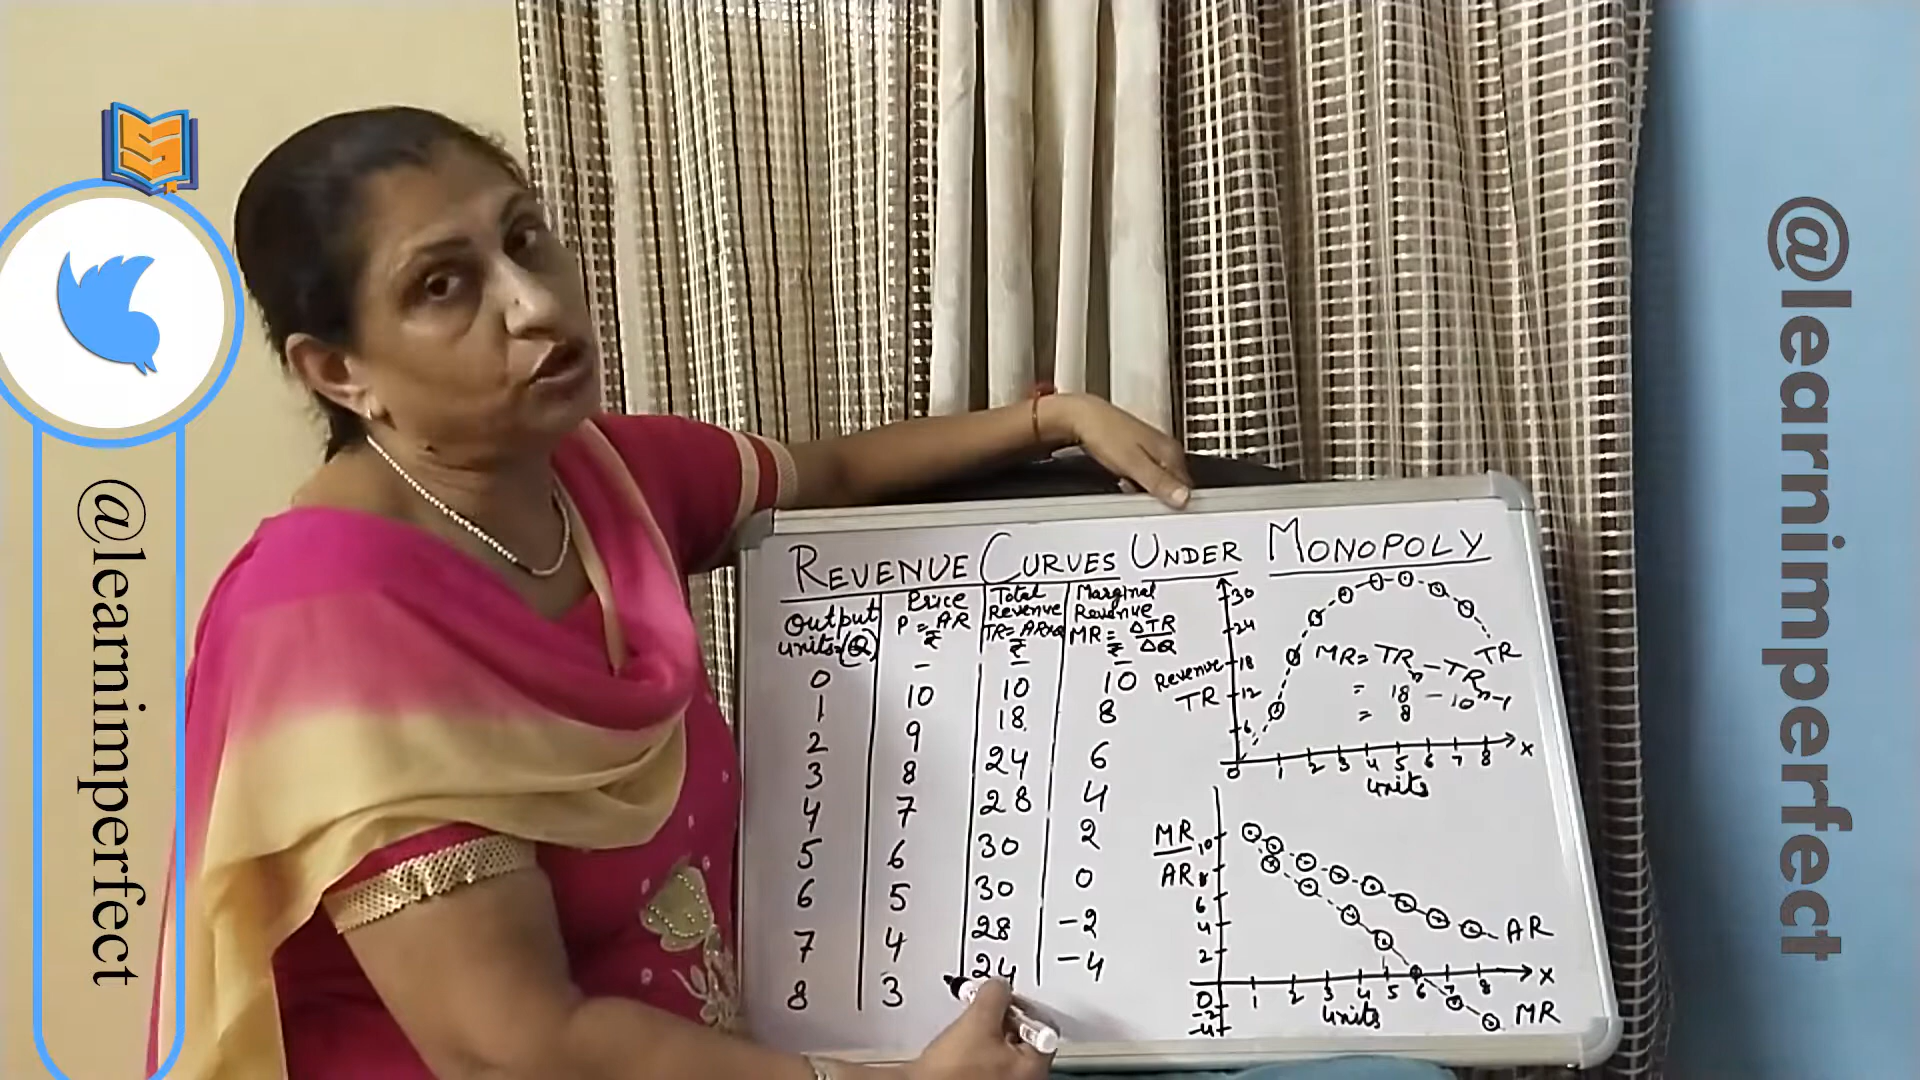 @learnimperfect
REVENUE CURVES UNDER MONOPOLY
Output units (Q) | Price P = AR ₹ | Total Revenue TR = AR×Q ₹ | Marginal Revenue MR = ΔTR/ΔQ ₹
0 | – | – | –
1 | 10 | 10 | 10
2 | 9 | 18 | 8
3 | 8 | 24 | 6
4 | 7 | 28 | 4
5 | 6 | 30 | 2
6 | 5 | 30 | 0
7 | 4 | 28 | -2
8 | 3 | 24 | -4
30
24
18
12
6
Revenue
TR
MR = TRn - TRn-1
= 18 - 10
= 8
TR
0 1 2 3 4 5 6 7 8 X
units
MR
AR
10
8
6
4
2
0
-2
-4
1 2 3 4 5 6 7 8 X
units
AR
MR
@learnimperfect